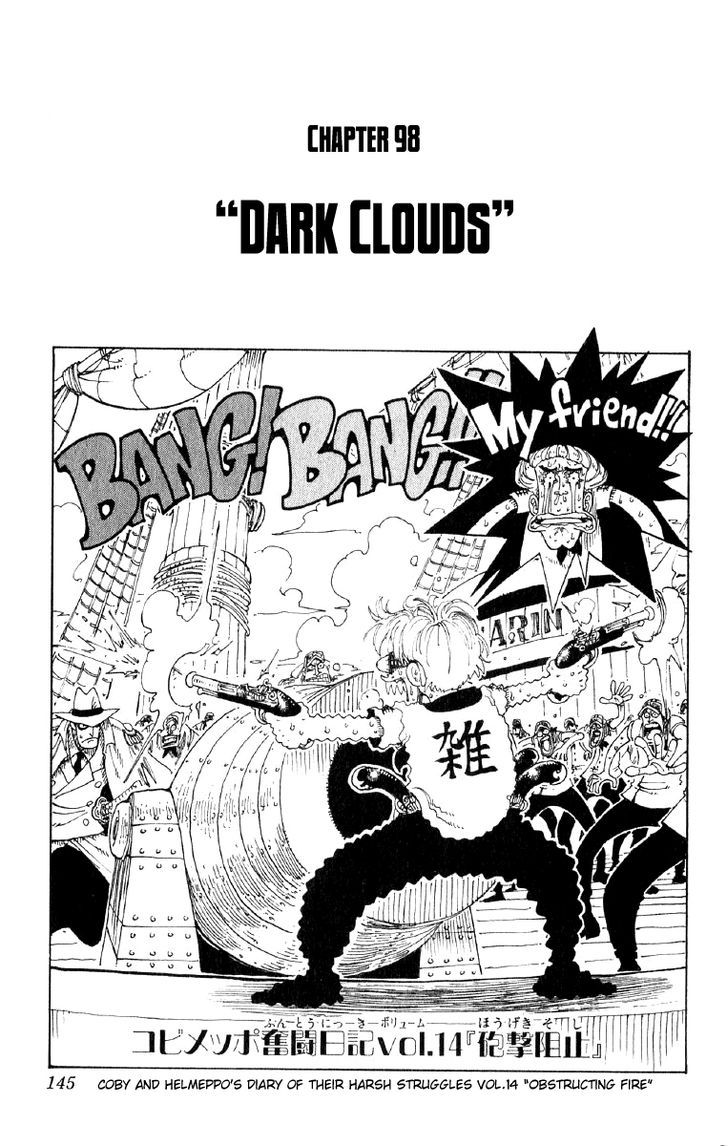 CHAPTER 98
"DARK CLOUDS"
BANG! BANG!!!
My friend!!!
ARIN
雑
ふんとうにっき ボリューム ほうげきそし
コビメッポ奮闘日記vol.14『砲撃阻止』
145 COBY AND HELMEPPO'S DIARY OF THEIR HARSH STRUGGLES VOL.14 "OBSTRUCTING FIRE"